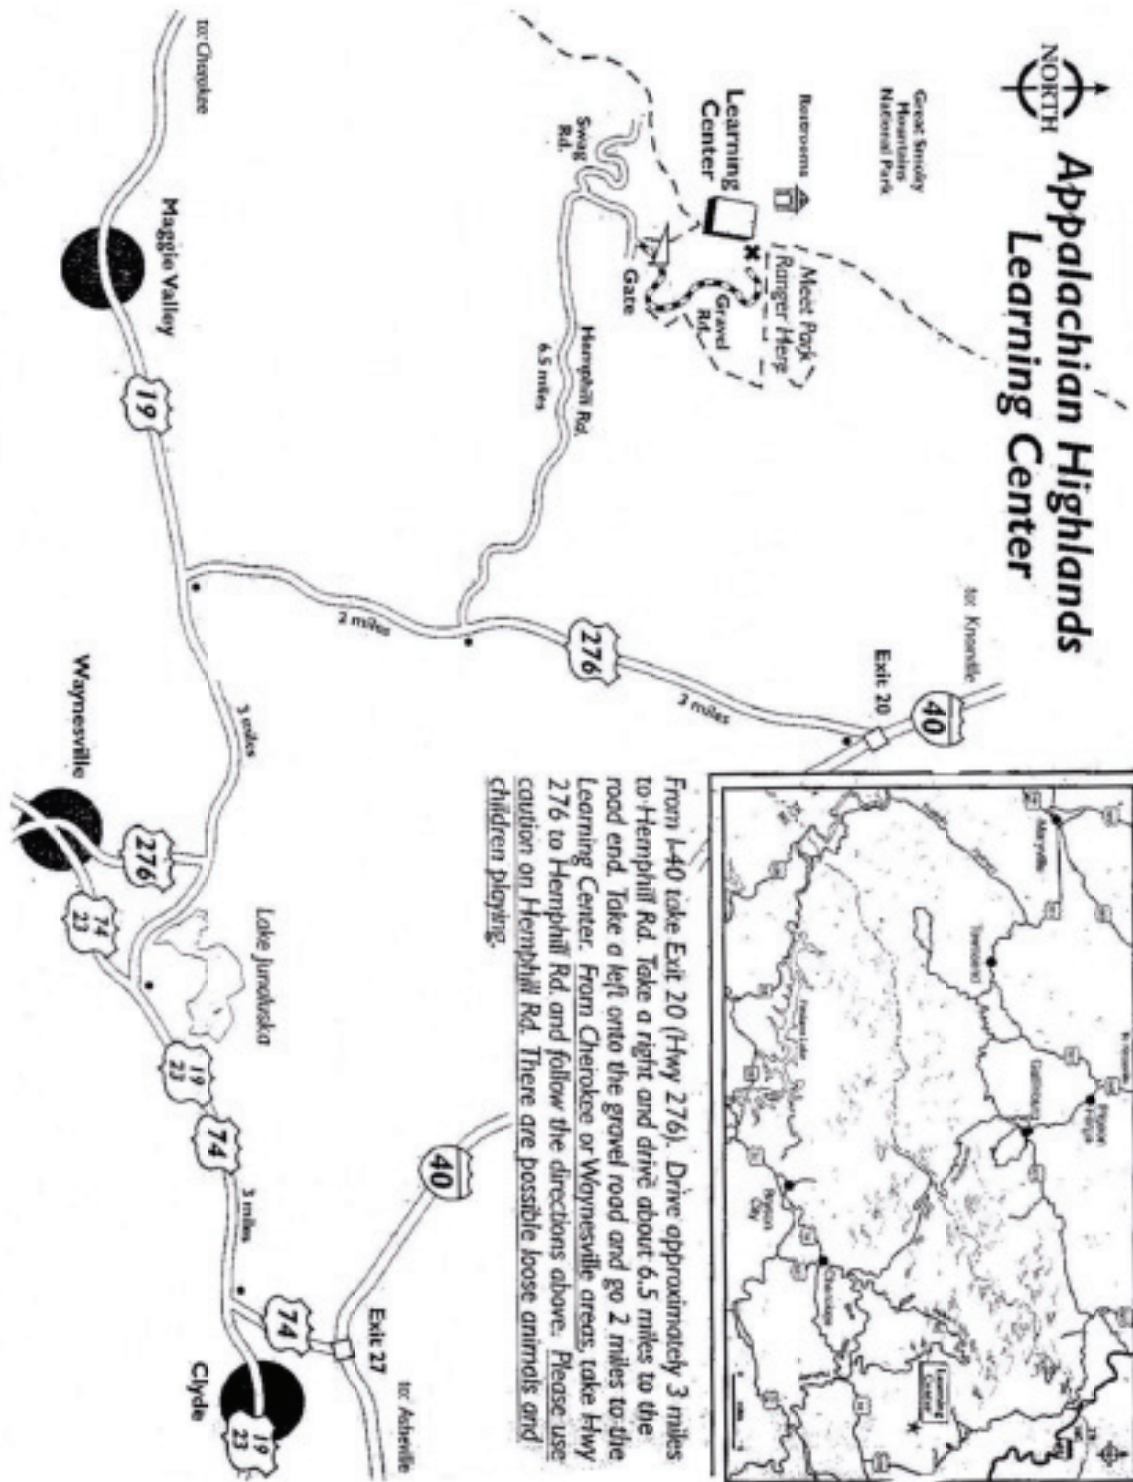 Appalachian Highlands
Learning Center
NORTH
Great Smoky
Mountains
National Park
Restrooms
Learning
Center
Meet Park
Ranger Here
Gravel
Rd.
Gate
Swag
Rd.
Hemphill Rd.
6.5 miles
to: Cherokee
Maggie Valley
19
2 miles
276
3 miles
Exit 20
40
to: Knoxville
3 miles
Waynesville
276
74
23
Lake Junaluska
19
23
74
3 miles
74
Clyde
19
23
Exit 27
40
to: Asheville
From I-40 take Exit 20 (Hwy 276). Drive approximately 3 miles
to Hemphill Rd. Take a right and drive about 6.5 miles to the
road end. Take a left onto the gravel road and go 2 miles to the
Learning Center. From Cherokee or Waynesville areas, take Hwy
276 to Hemphill Rd. and follow the directions above. Please use
caution on Hemphill Rd. There are possible loose animals and
children playing.
Maryville
Townsend
Pigeon
Forge
Gatlinburg
Fontana Lake
Bryson
City
Cherokee
Learning
Center